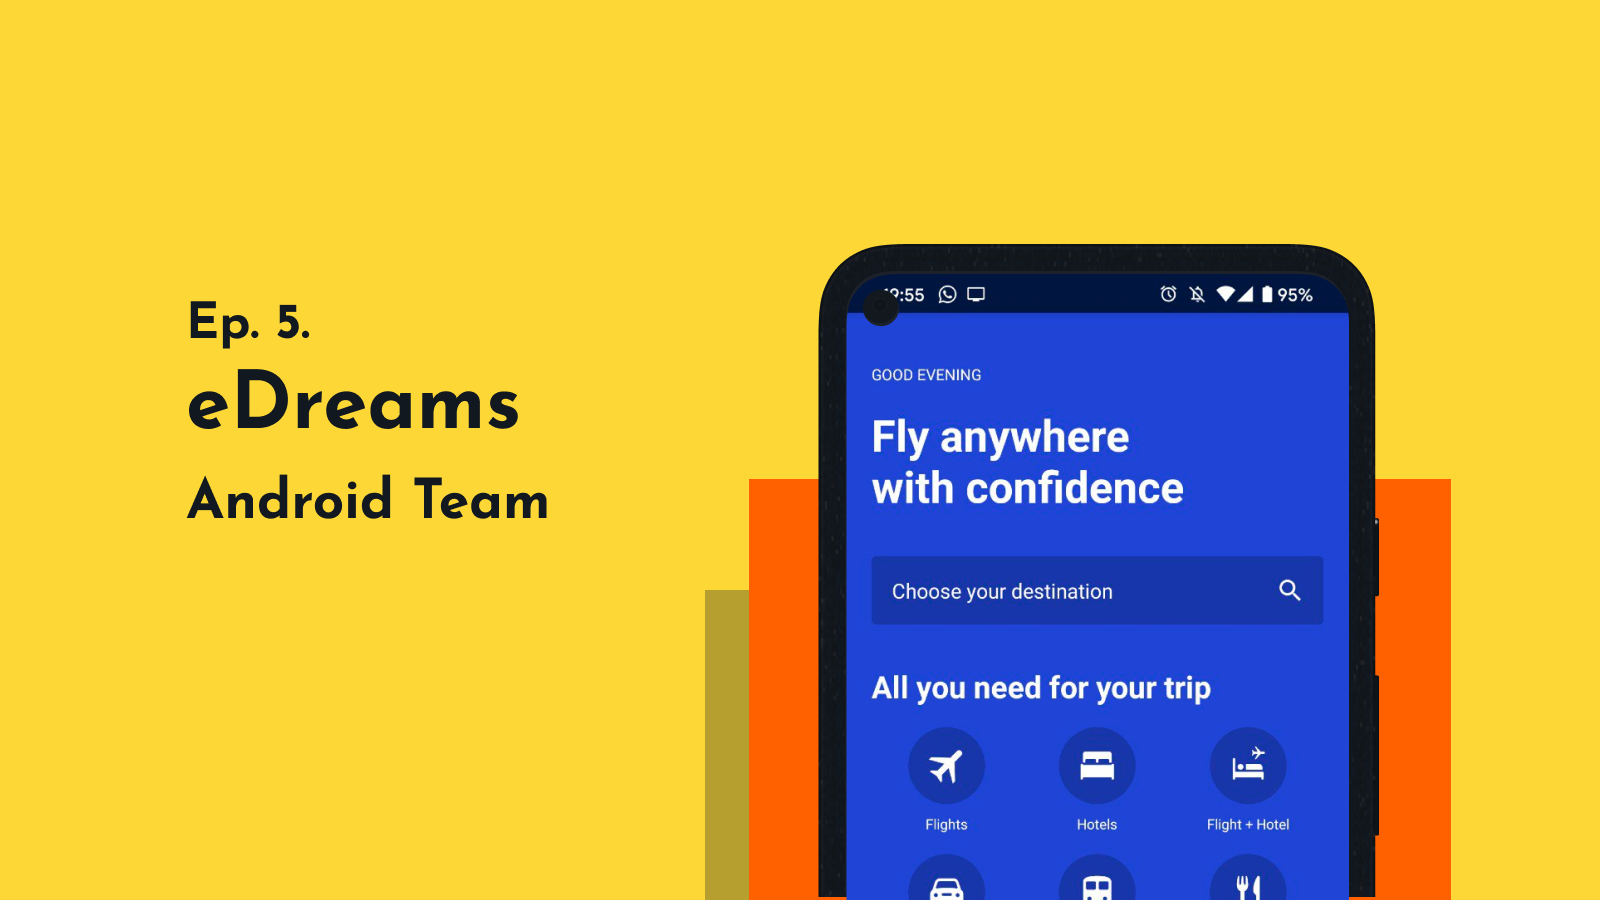 Ep. 5.
eDreams
Android Team
:55 95%
GOOD EVENING
Fly anywhere
with confidence
Choose your destination
All you need for your trip
Flights Hotels Flight + Hotel